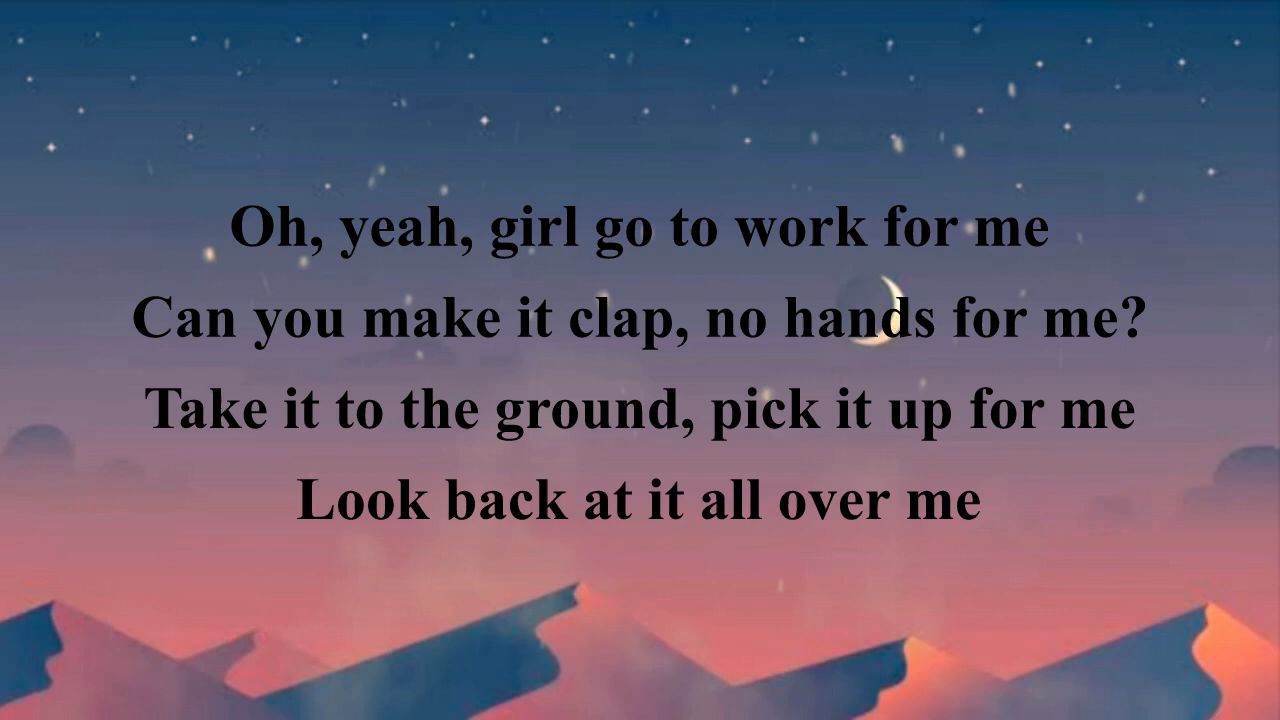 Oh, yeah, girl go to work for me
Can you make it clap, no hands for me?
Take it to the ground, pick it up for me
Look back at it all over me